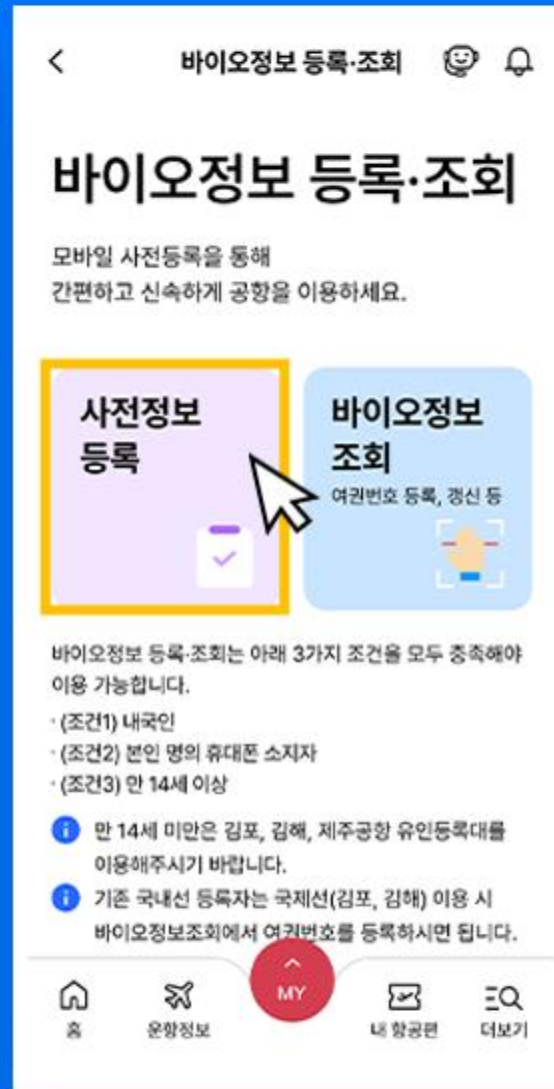 바이오정보 등록·조회
바이오정보 등록·조회
모바일 사전등록을 통해
간편하고 신속하게 공항을 이용하세요.
사전정보
등록
바이오정보
조회
여권번호 등록, 갱신 등
바이오정보 등록·조회는 아래 3가지 조건을 모두 충족해야
이용 가능합니다.
· (조건1) 내국인
· (조건2) 본인 명의 휴대폰 소지자
· (조건3) 만 14세 이상
만 14세 미만은 김포, 김해, 제주공항 유인등록대를
이용해주시기 바랍니다.
기존 국내선 등록자는 국제선(김포, 김해) 이용 시
바이오정보조회에서 여권번호를 등록하시면 됩니다.
홈
운항정보
MY
내 항공편
더보기